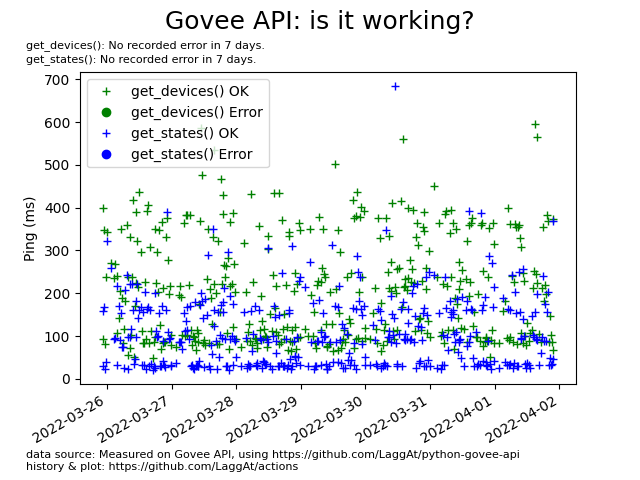 Govee API: is it working?
get_devices(): No recorded error in 7 days.
get_states(): No recorded error in 7 days.
700
600
500
400
300
200
100
0
Ping (ms)
get_devices() OK
get_devices() Error
get_states() OK
get_states() Error
2022-03-26
2022-03-27
2022-03-28
2022-03-29
2022-03-30
2022-03-31
2022-04-01
2022-04-02
data source: Measured on Govee API, using https://github.com/LaggAt/python-govee-api
history & plot: https://github.com/LaggAt/actions